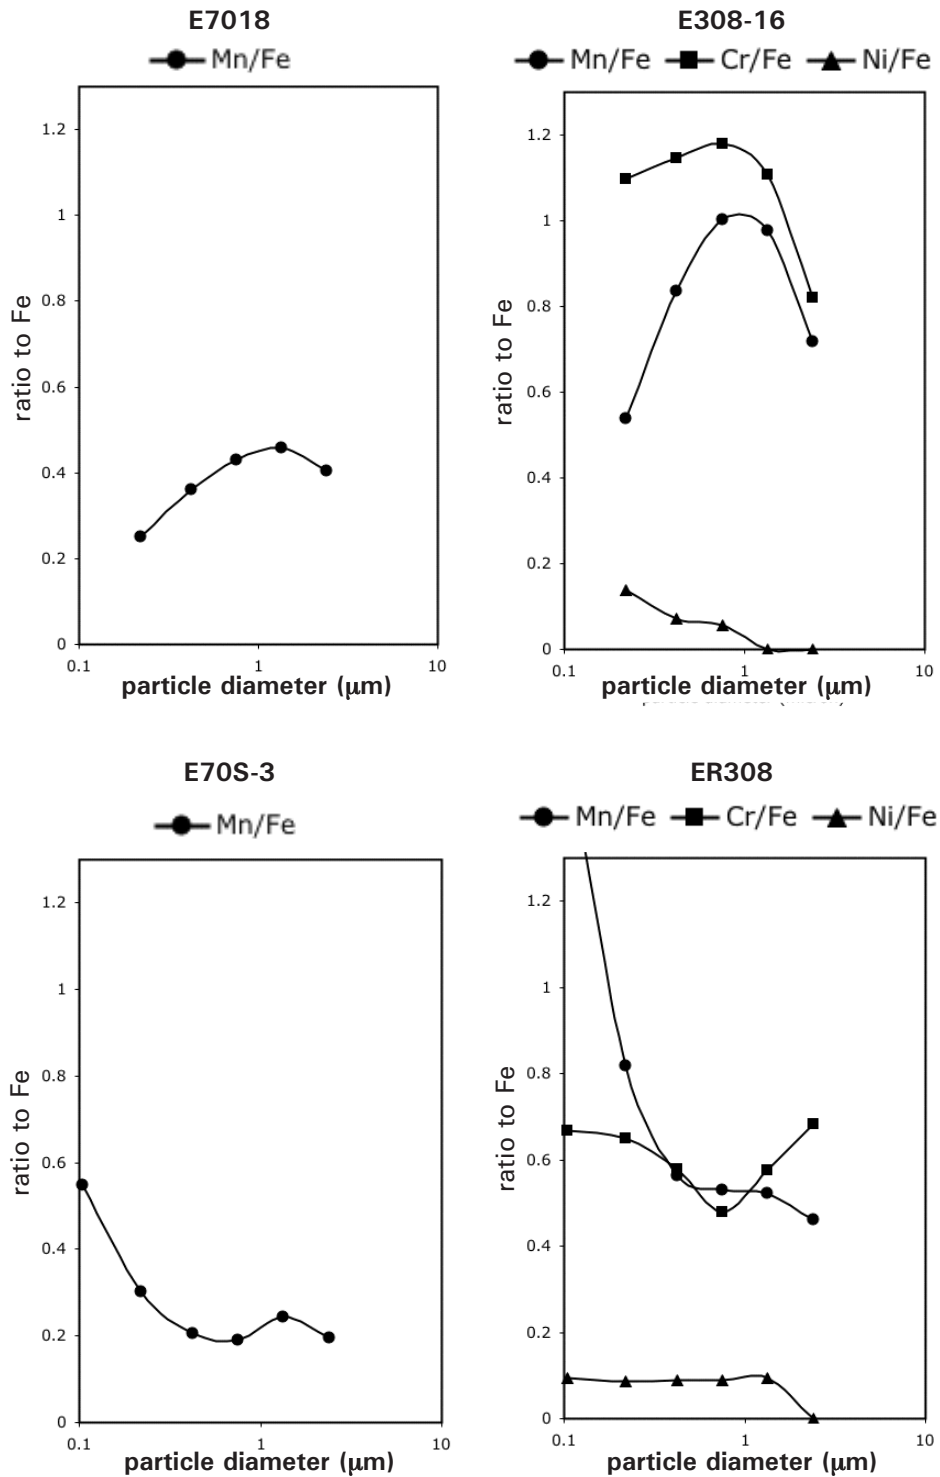 E7018
Mn/Fe
1.2
1
0.8
0.6
0.4
0.2
0
ratio to Fe
0.1 1 10
particle diameter (μm)
E308-16
Mn/Fe Cr/Fe Ni/Fe
1.2
1
0.8
0.6
0.4
0.2
0
ratio to Fe
0.1 1 10
particle diameter (μm)
E70S-3
Mn/Fe
1.2
1
0.8
0.6
0.4
0.2
0
ratio to Fe
0.1 1 10
particle diameter (μm)
ER308
Mn/Fe Cr/Fe Ni/Fe
1.2
1
0.8
0.6
0.4
0.2
0
ratio to Fe
0.1 1 10
particle diameter (μm)